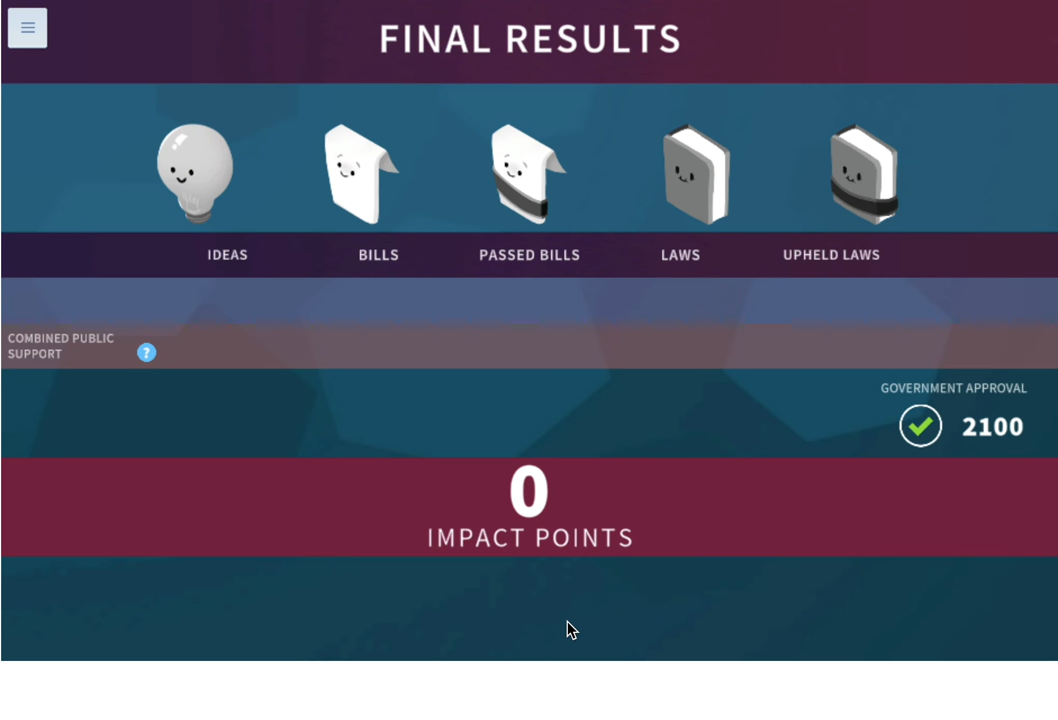 FINAL RESULTS
IDEAS BILLS PASSED BILLS LAWS UPHELD LAWS
COMBINED PUBLIC
SUPPORT ?
GOVERNMENT APPROVAL
2100
0
IMPACT POINTS